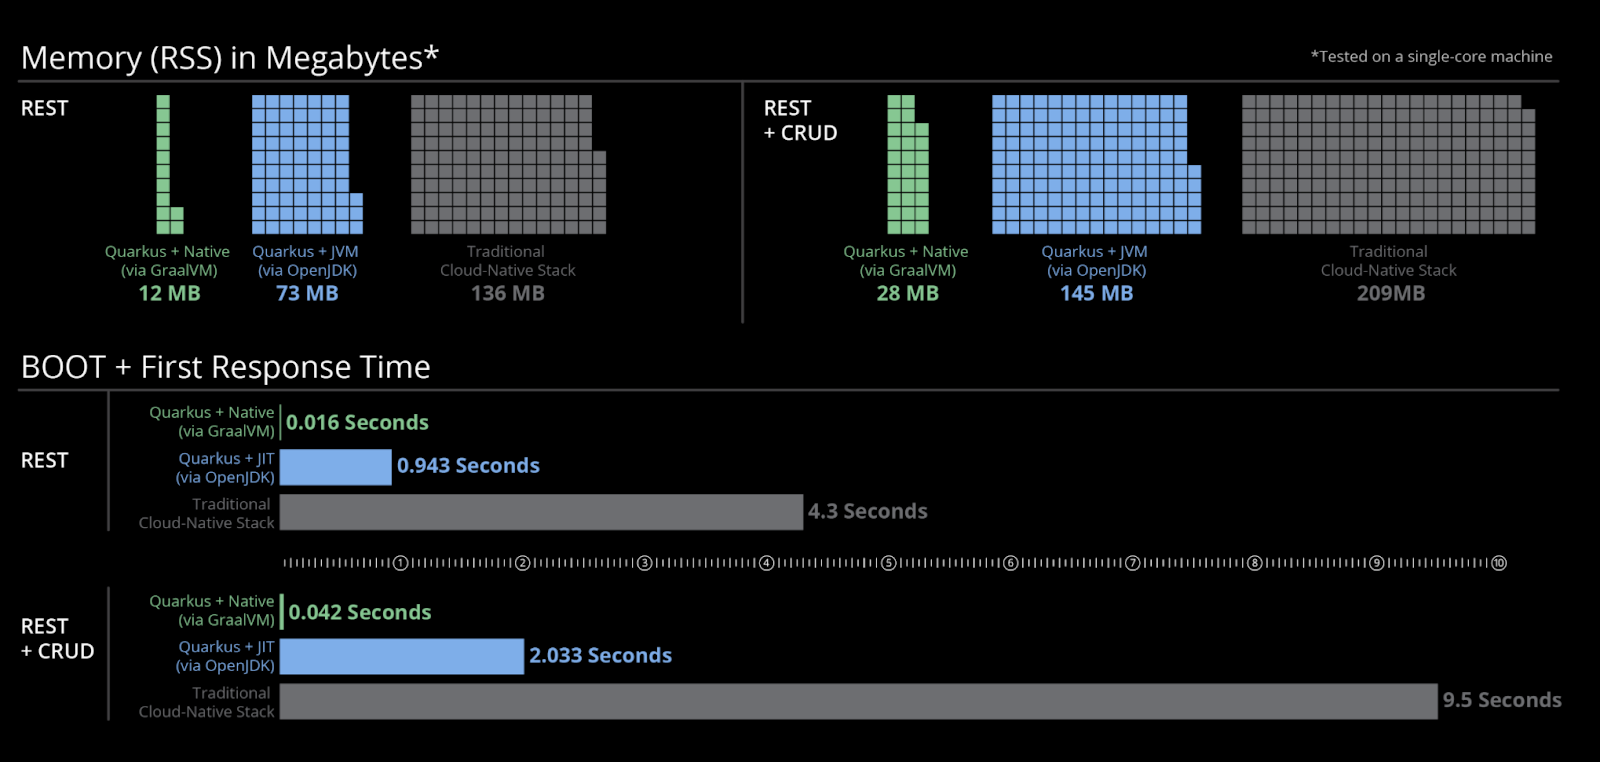 Memory (RSS) in Megabytes*
*Tested on a single-core machine
REST
Quarkus + Native
(via GraalVM)
12 MB
Quarkus + JVM
(via OpenJDK)
73 MB
Traditional
Cloud-Native Stack
136 MB
REST
+ CRUD
Quarkus + Native
(via GraalVM)
28 MB
Quarkus + JVM
(via OpenJDK)
145 MB
Traditional
Cloud-Native Stack
209MB
BOOT + First Response Time
REST
Quarkus + Native
(via GraalVM)
0.016 Seconds
Quarkus + JIT
(via OpenJDK)
0.943 Seconds
Traditional
Cloud-Native Stack
4.3 Seconds
1 2 3 4 5 6 7 8 9 10
REST
+ CRUD
Quarkus + Native
(via GraalVM)
0.042 Seconds
Quarkus + JIT
(via OpenJDK)
2.033 Seconds
Traditional
Cloud-Native Stack
9.5 Seconds